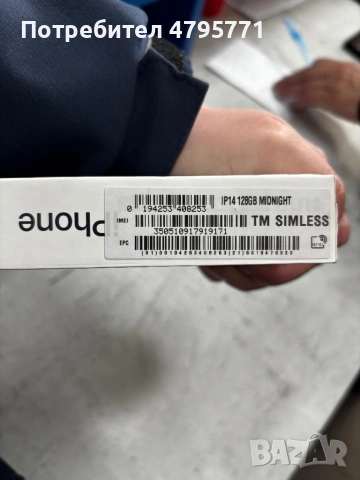 Потребител 4795771
IP14 128GB MIDNIGHT
0 194253 408253
IMEI
TM SIMLESS
350510917919171
EPC
Phone
BAZAR